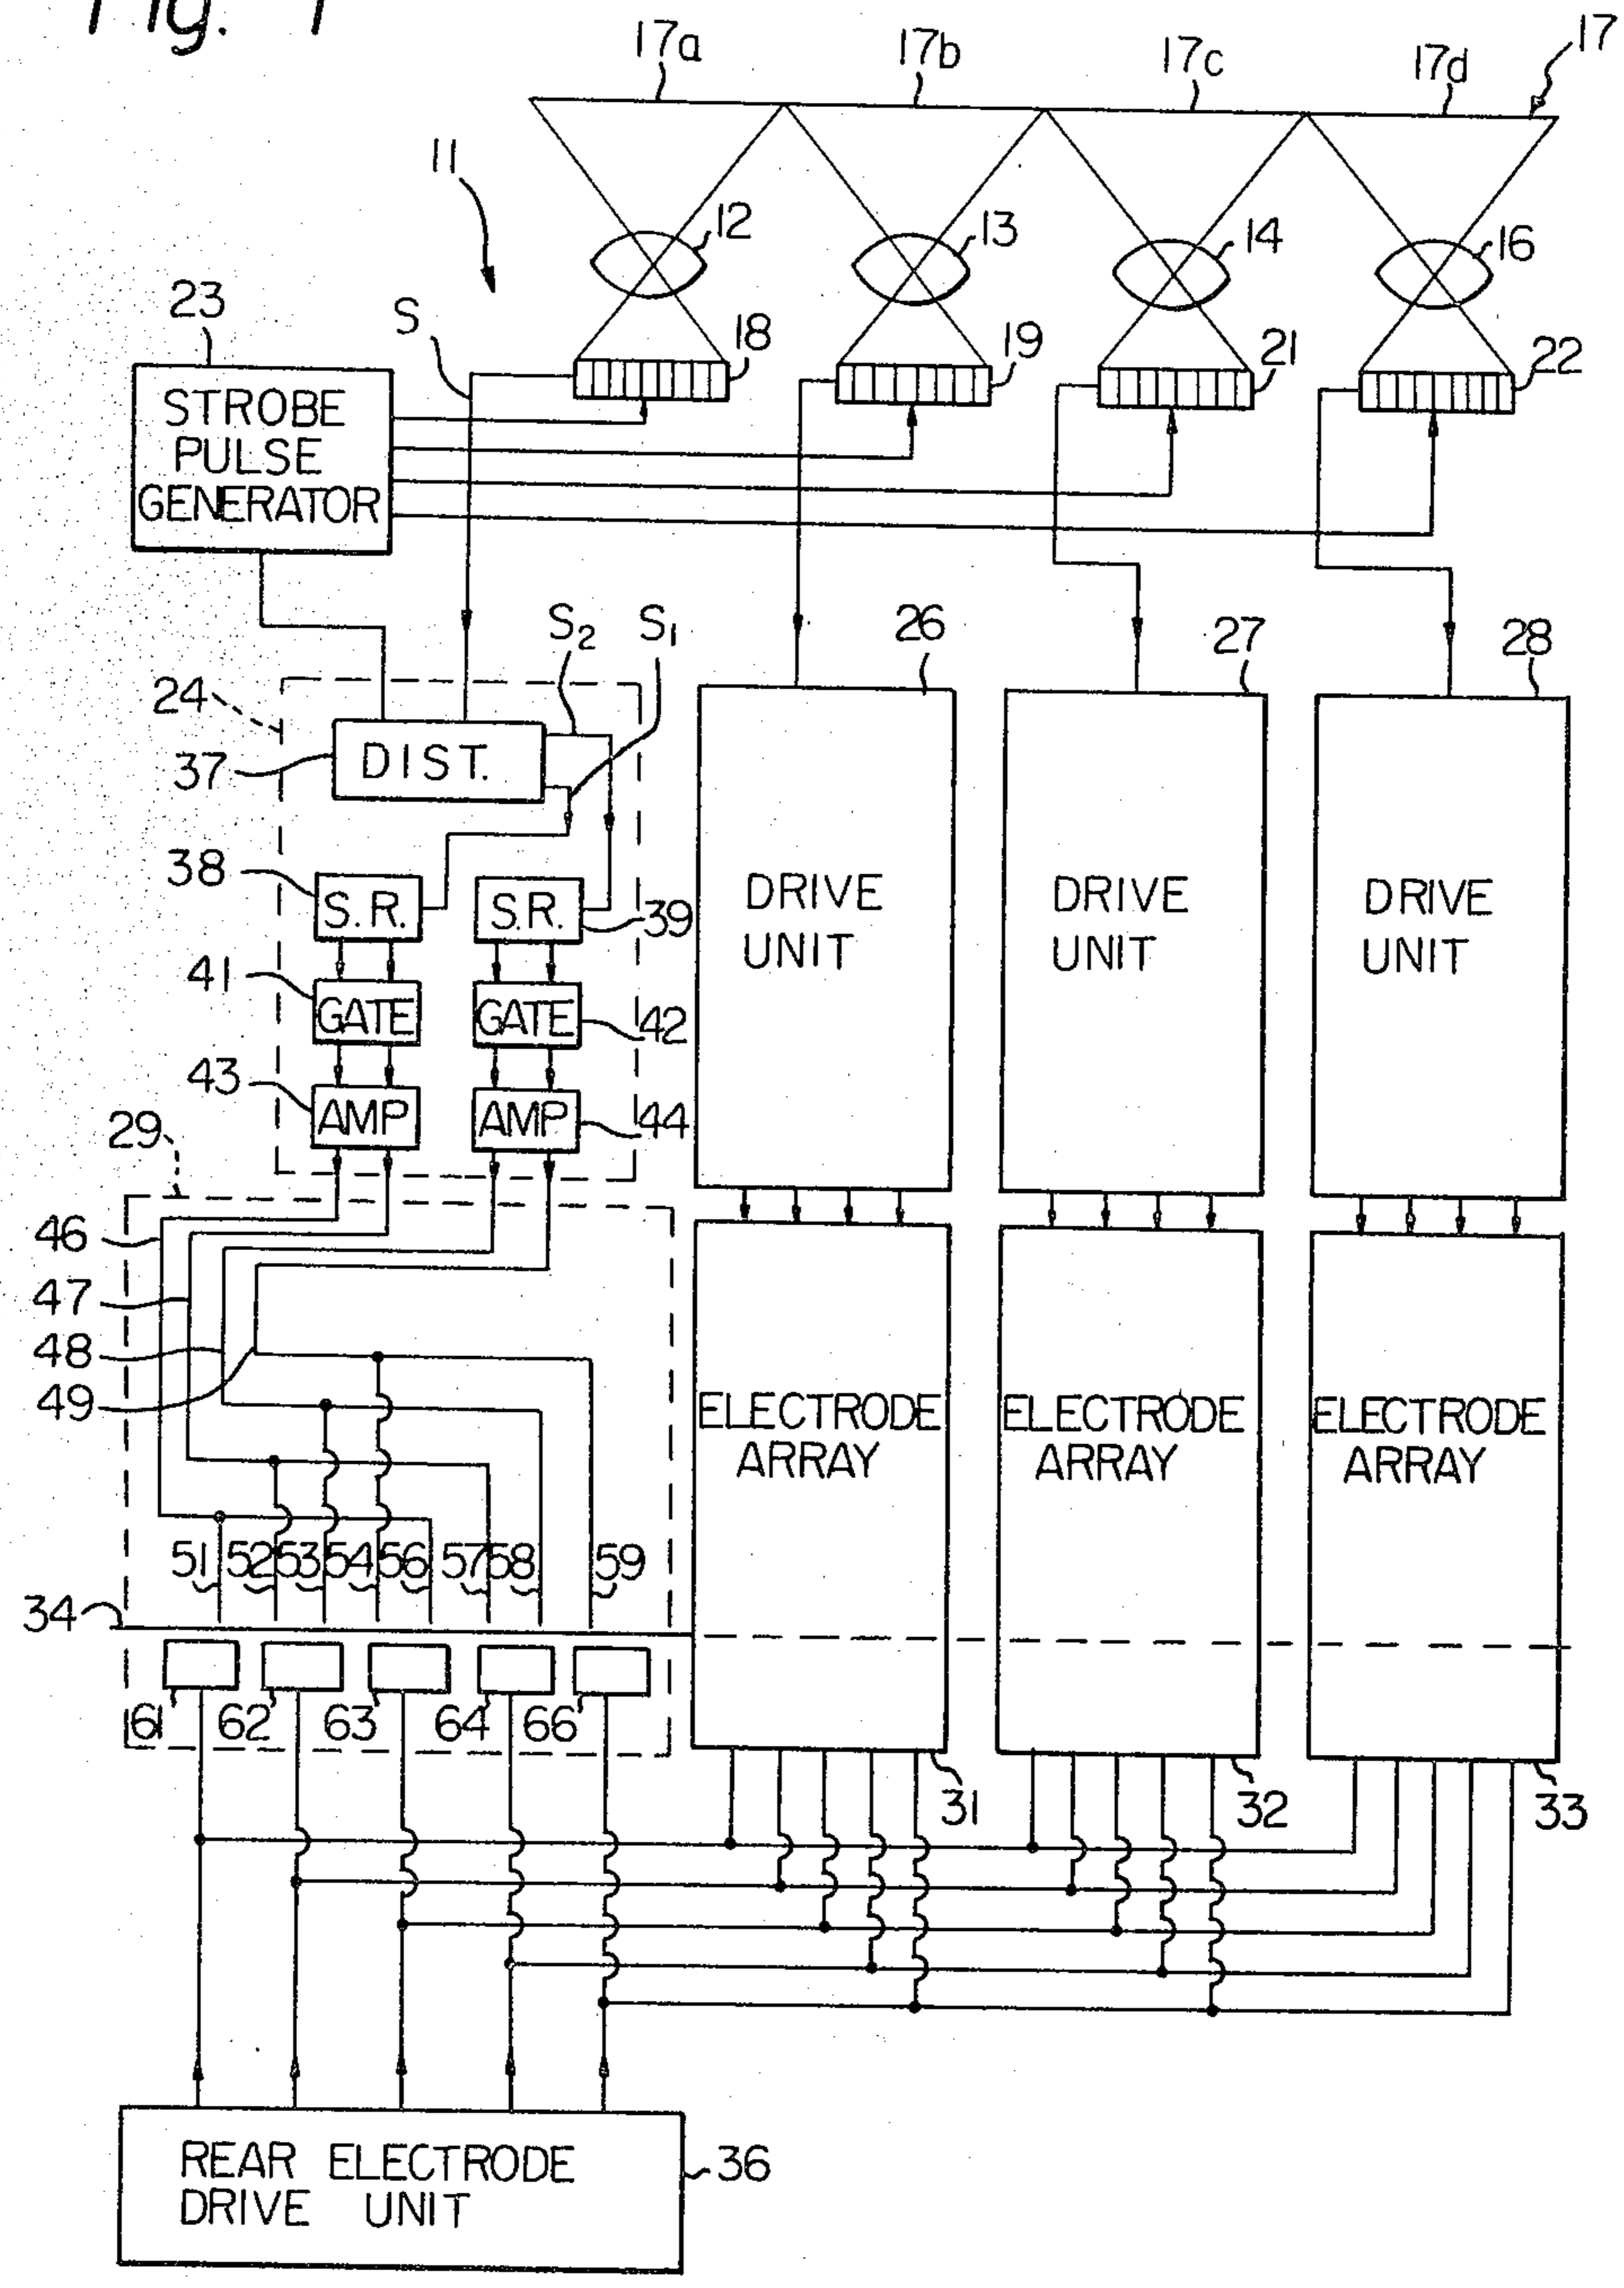 Fig. 1
17a
17b
17c
17d
17
11
12
13
14
16
S
23
18
19
21
22
STROBE
PULSE
GENERATOR
S2
S1
26
27
28
24
37
DIST.
38
S.R.
S.R.
39
DRIVE
UNIT
DRIVE
UNIT
DRIVE
UNIT
41
GATE
GATE
42
43
AMP
AMP
44
29
46
47
48
49
ELECTRODE
ARRAY
ELECTRODE
ARRAY
ELECTRODE
ARRAY
51
52
53
54
56
57
58
59
34
61
62
63
64
66
31
32
33
REAR ELECTRODE
DRIVE UNIT
36